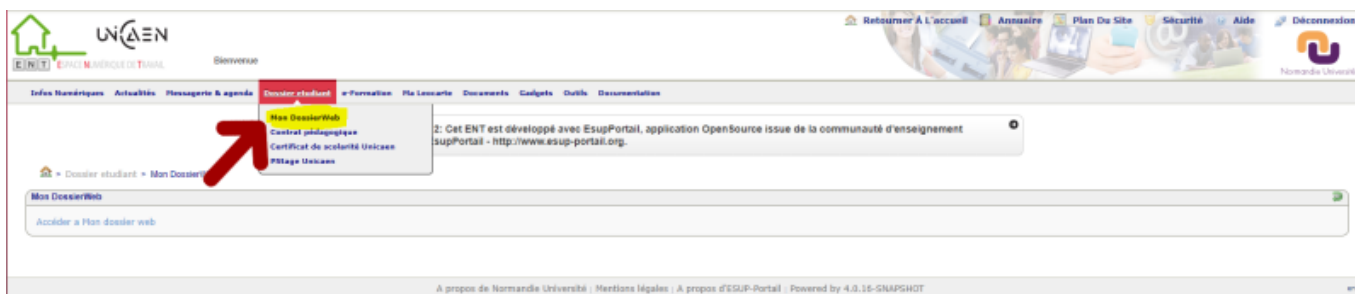 Retourner À L'accueil Annuaire Plan Du Site Sécurité Aide Déconnexion
UNICAEN
ENT ESPACE NUMÉRIQUE DE TRAVAIL
Bienvenue
Normandie Université
Infos Numériques Actualités Messagerie & agenda Dossier etudiant e-Formation Ma Leocarte Documents Gadgets Outils Documentation
Mon DossierWeb
Contrat pédagogique
Certificat de scolarité Unicaen
PStage Unicaen
2: Cet ENT est développé avec EsupPortail, application OpenSource issue de la communauté d'enseignement
supPortail - http://www.esup-portail.org.
» Dossier etudiant » Mon Dossier
Mon DossierWeb
Accéder a Mon dossier web
A propos de Normandie Université : Mentions légales : A propos d'ESUP-Portail : Powered by 4.0.16-SNAPSHOT